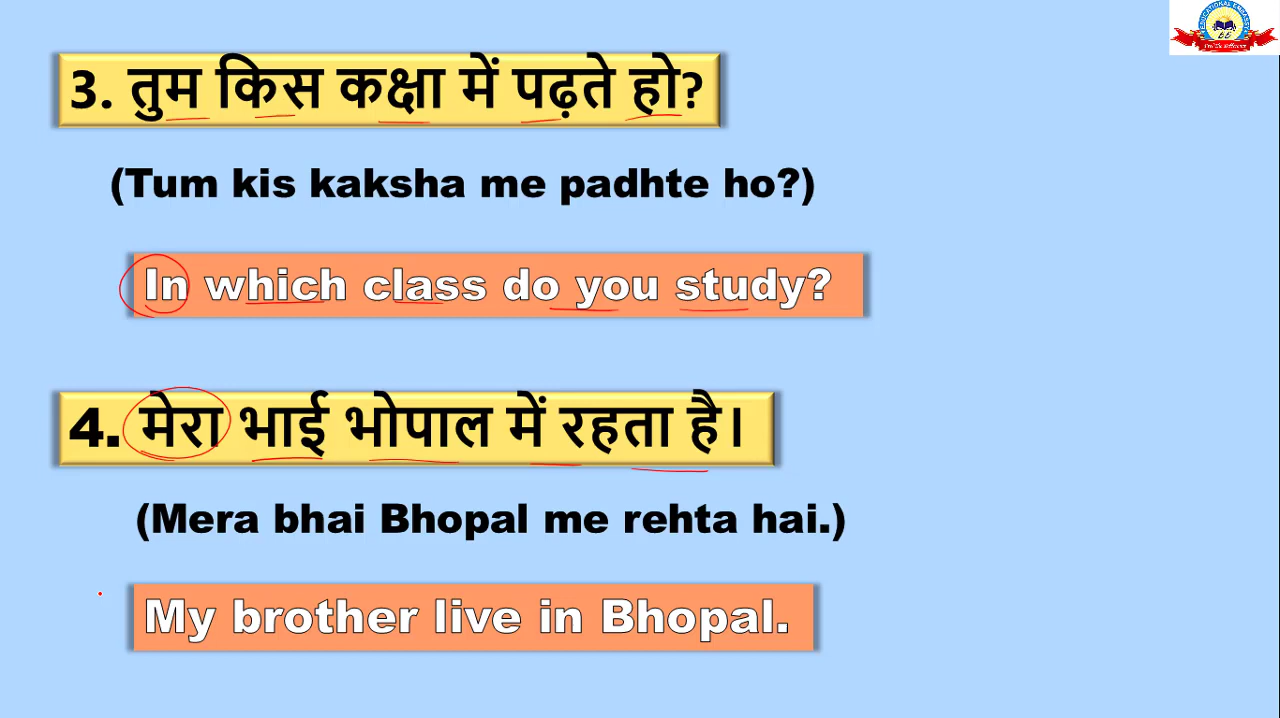 3. तुम किस कक्षा में पढ़ते हो?
(Tum kis kaksha me padhte ho?)
In which class do you study?
4. मेरा भाई भोपाल में रहता है।
(Mera bhai Bhopal me rehta hai.)
My brother live in Bhopal.